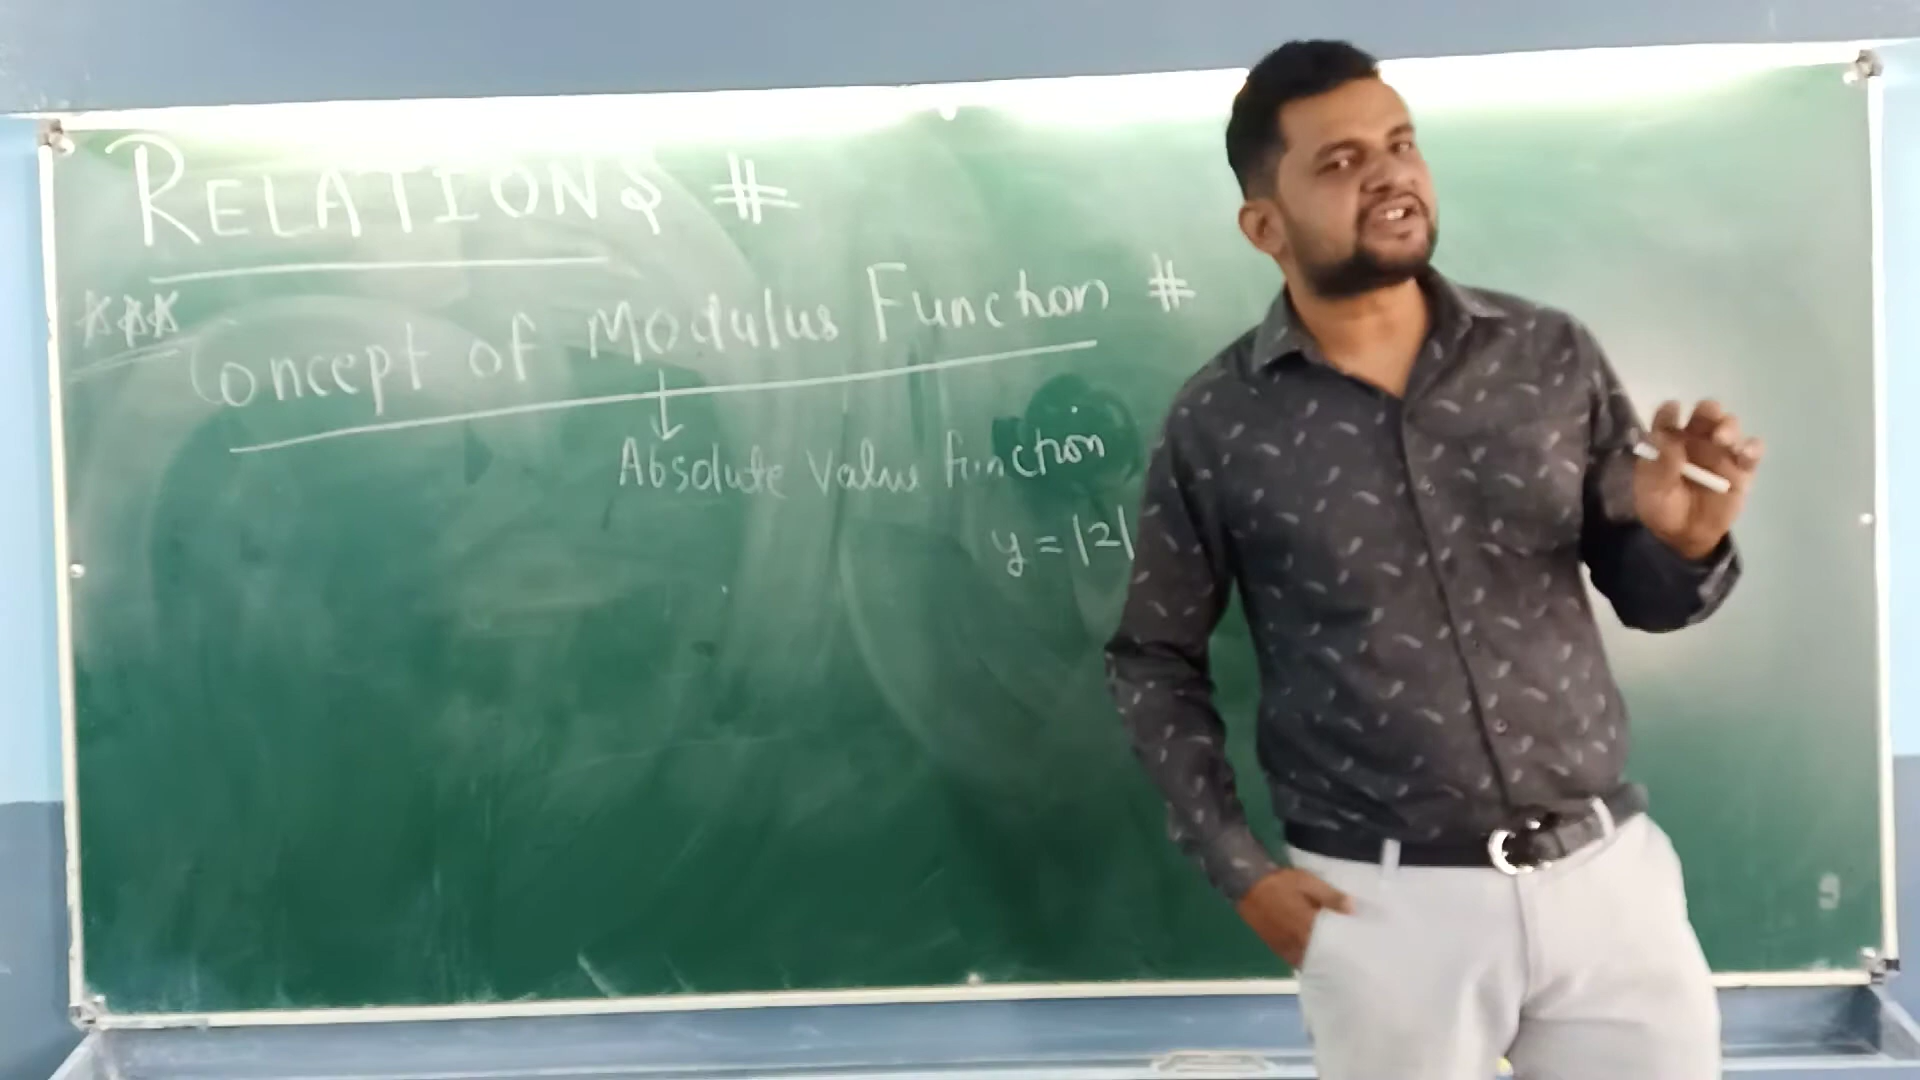 RELATIONS #
*** Concept of Modulus Function #
Absolute Value function
y = |2|